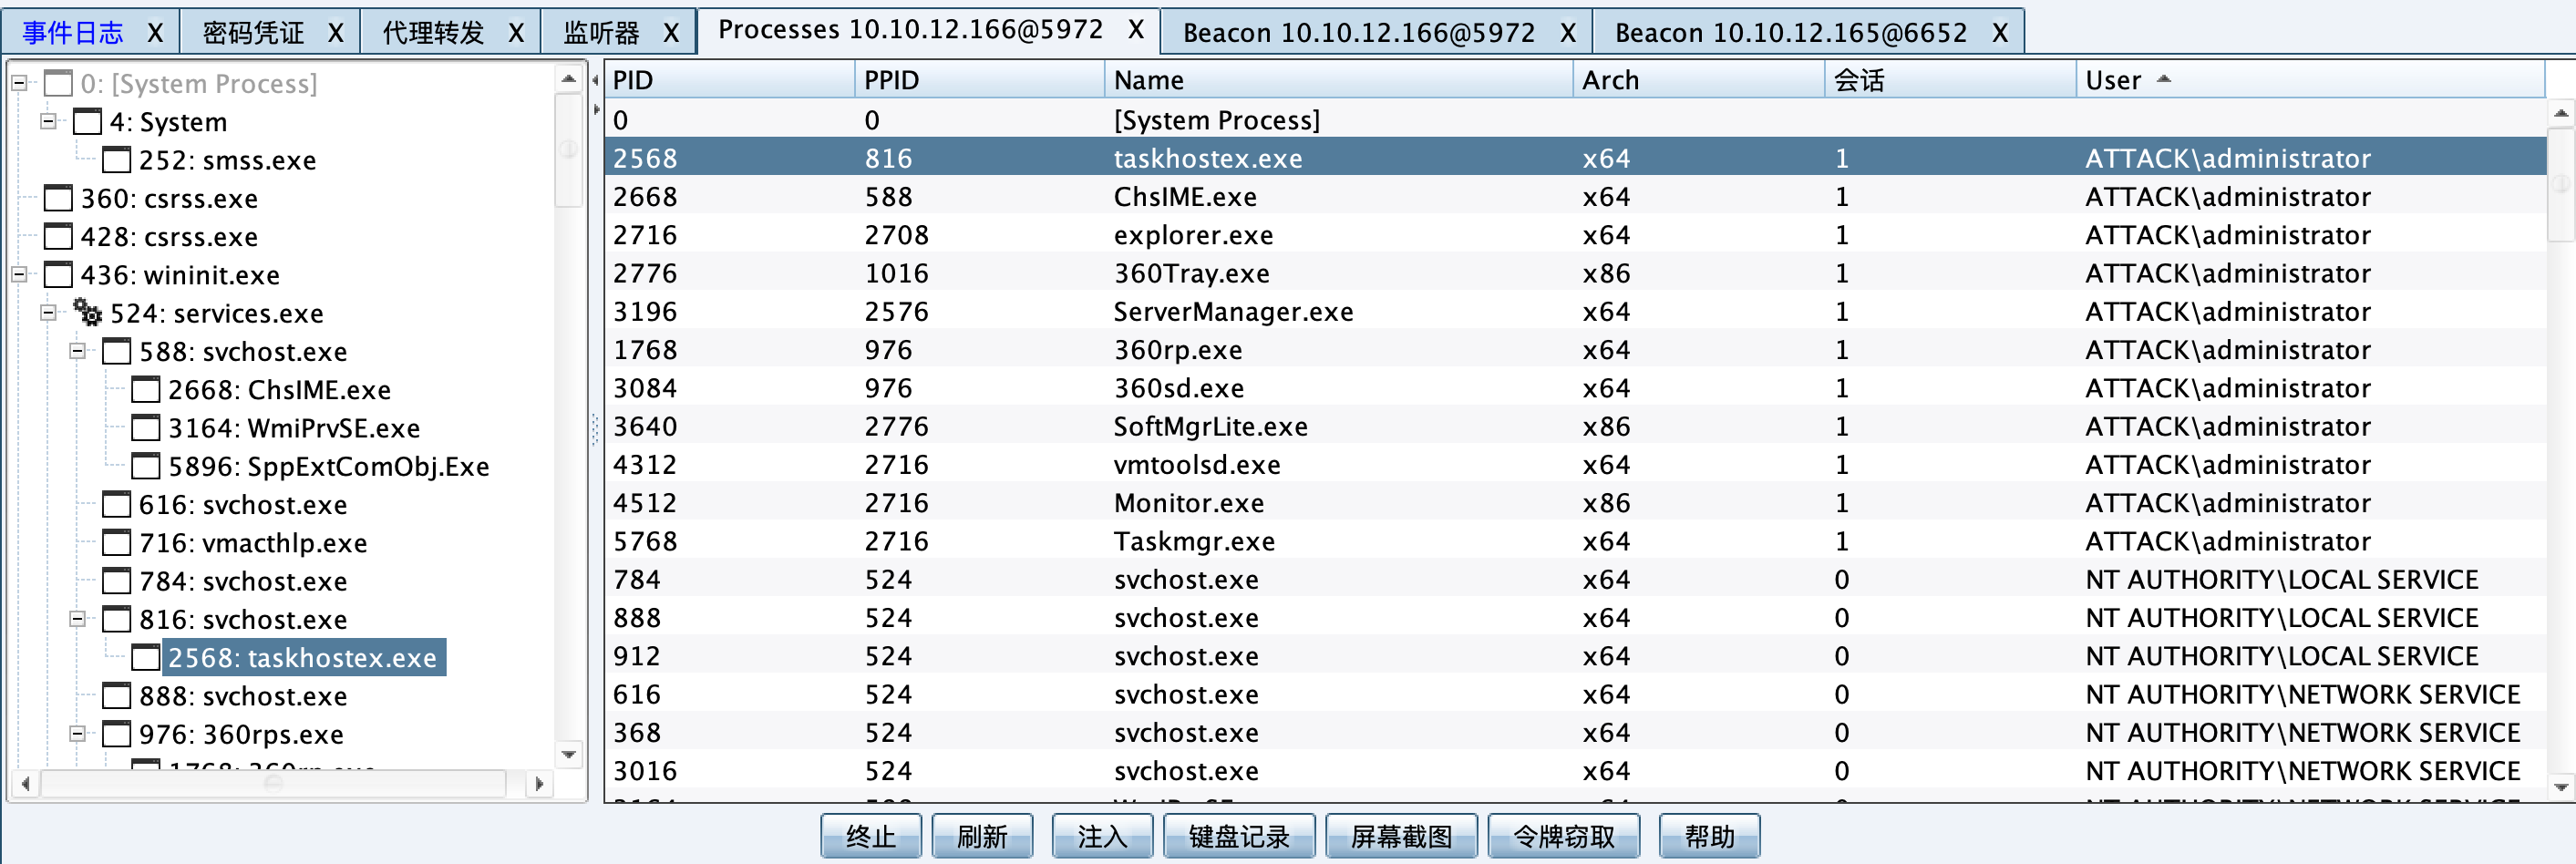 事件日志 X 密码凭证 X 代理转发 X 监听器 X Processes 10.10.12.166@5972 X Beacon 10.10.12.166@5972 X Beacon 10.10.12.165@6652 X
0: [System Process]
4: System
252: smss.exe
360: csrss.exe
428: csrss.exe
436: wininit.exe
524: services.exe
588: svchost.exe
2668: ChsIME.exe
3164: WmiPrvSE.exe
5896: SppExtComObj.Exe
616: svchost.exe
716: vmacthlp.exe
784: svchost.exe
816: svchost.exe
2568: taskhostex.exe
888: svchost.exe
976: 360rps.exe
1768: 360rp.exe
PID PPID Name Arch 会话 User
0 0 [System Process]
2568 816 taskhostex.exe x64 1 ATTACK\administrator
2668 588 ChsIME.exe x64 1 ATTACK\administrator
2716 2708 explorer.exe x64 1 ATTACK\administrator
2776 1016 360Tray.exe x86 1 ATTACK\administrator
3196 2576 ServerManager.exe x64 1 ATTACK\administrator
1768 976 360rp.exe x64 1 ATTACK\administrator
3084 976 360sd.exe x64 1 ATTACK\administrator
3640 2776 SoftMgrLite.exe x86 1 ATTACK\administrator
4312 2716 vmtoolsd.exe x64 1 ATTACK\administrator
4512 2716 Monitor.exe x86 1 ATTACK\administrator
5768 2716 Taskmgr.exe x64 1 ATTACK\administrator
784 524 svchost.exe x64 0 NT AUTHORITY\LOCAL SERVICE
888 524 svchost.exe x64 0 NT AUTHORITY\LOCAL SERVICE
912 524 svchost.exe x64 0 NT AUTHORITY\LOCAL SERVICE
616 524 svchost.exe x64 0 NT AUTHORITY\NETWORK SERVICE
368 524 svchost.exe x64 0 NT AUTHORITY\NETWORK SERVICE
3016 524 svchost.exe x64 0 NT AUTHORITY\NETWORK SERVICE
终止 刷新 注入 键盘记录 屏幕截图 令牌窃取 帮助